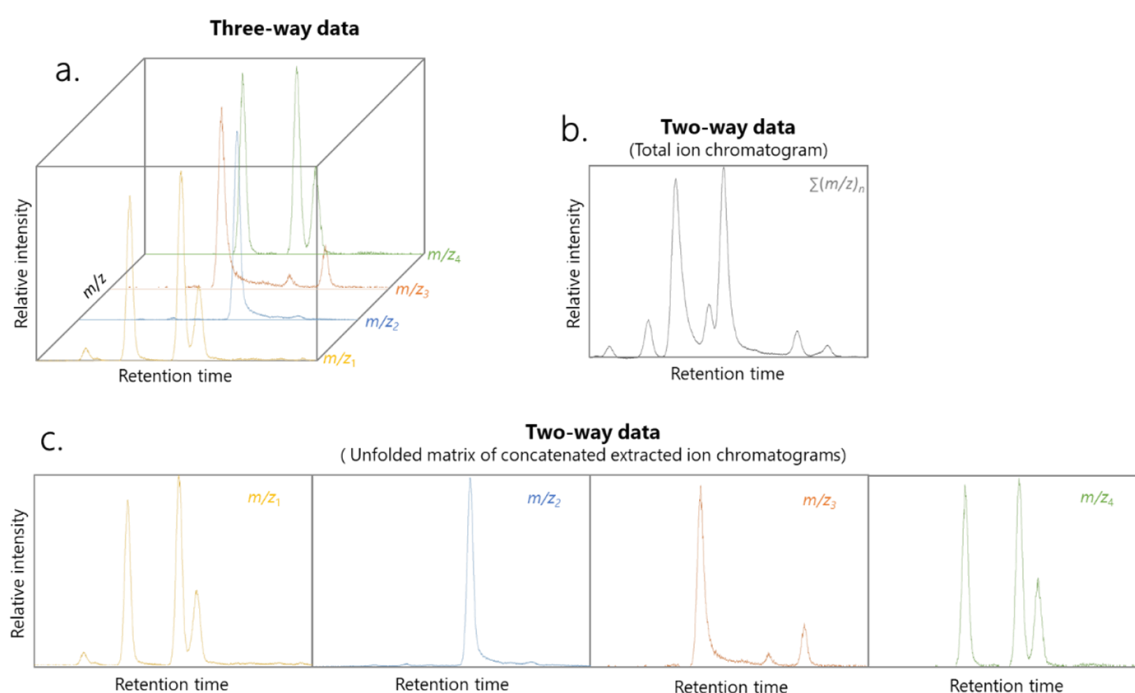 Three-way data
a.
Relative intensity
m/z
m/z4
m/z3
m/z2
m/z1
Retention time
b.
Two-way data
(Total ion chromatogram)
∑(m/z)n
Relative intensity
Retention time
c.
Two-way data
( Unfolded matrix of concatenated extracted ion chromatograms)
Relative intensity
m/z1
m/z2
m/z3
m/z4
Retention time
Retention time
Retention time
Retention time